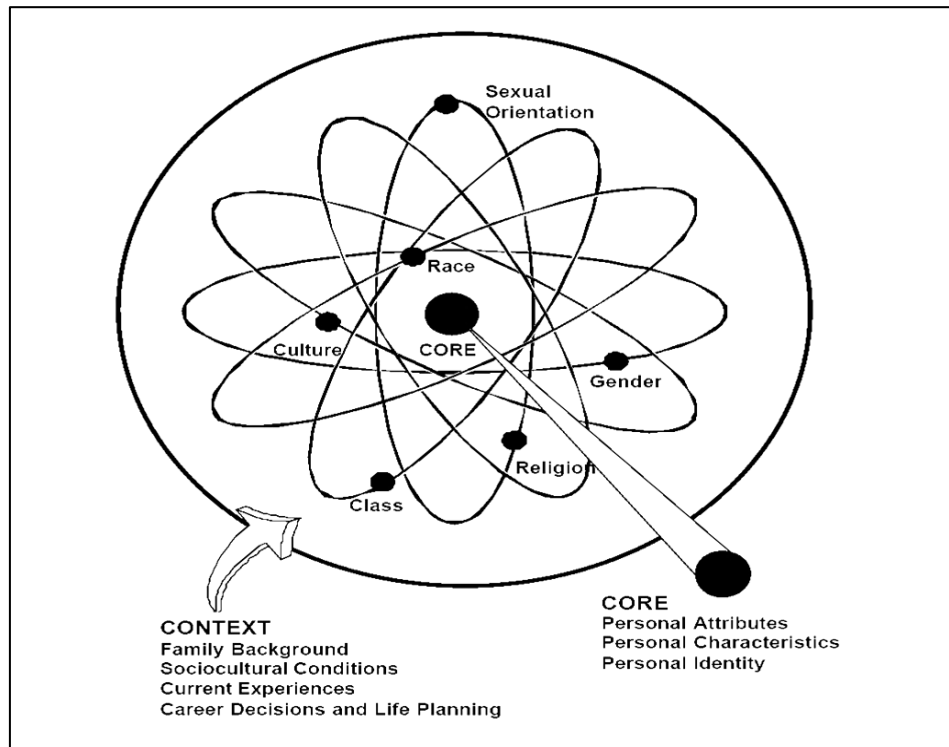 Sexual
Orientation
Race
Culture
CORE
Gender
Religion
Class
CONTEXT
Family Background
Sociocultural Conditions
Current Experiences
Career Decisions and Life Planning
CORE
Personal Attributes
Personal Characteristics
Personal Identity